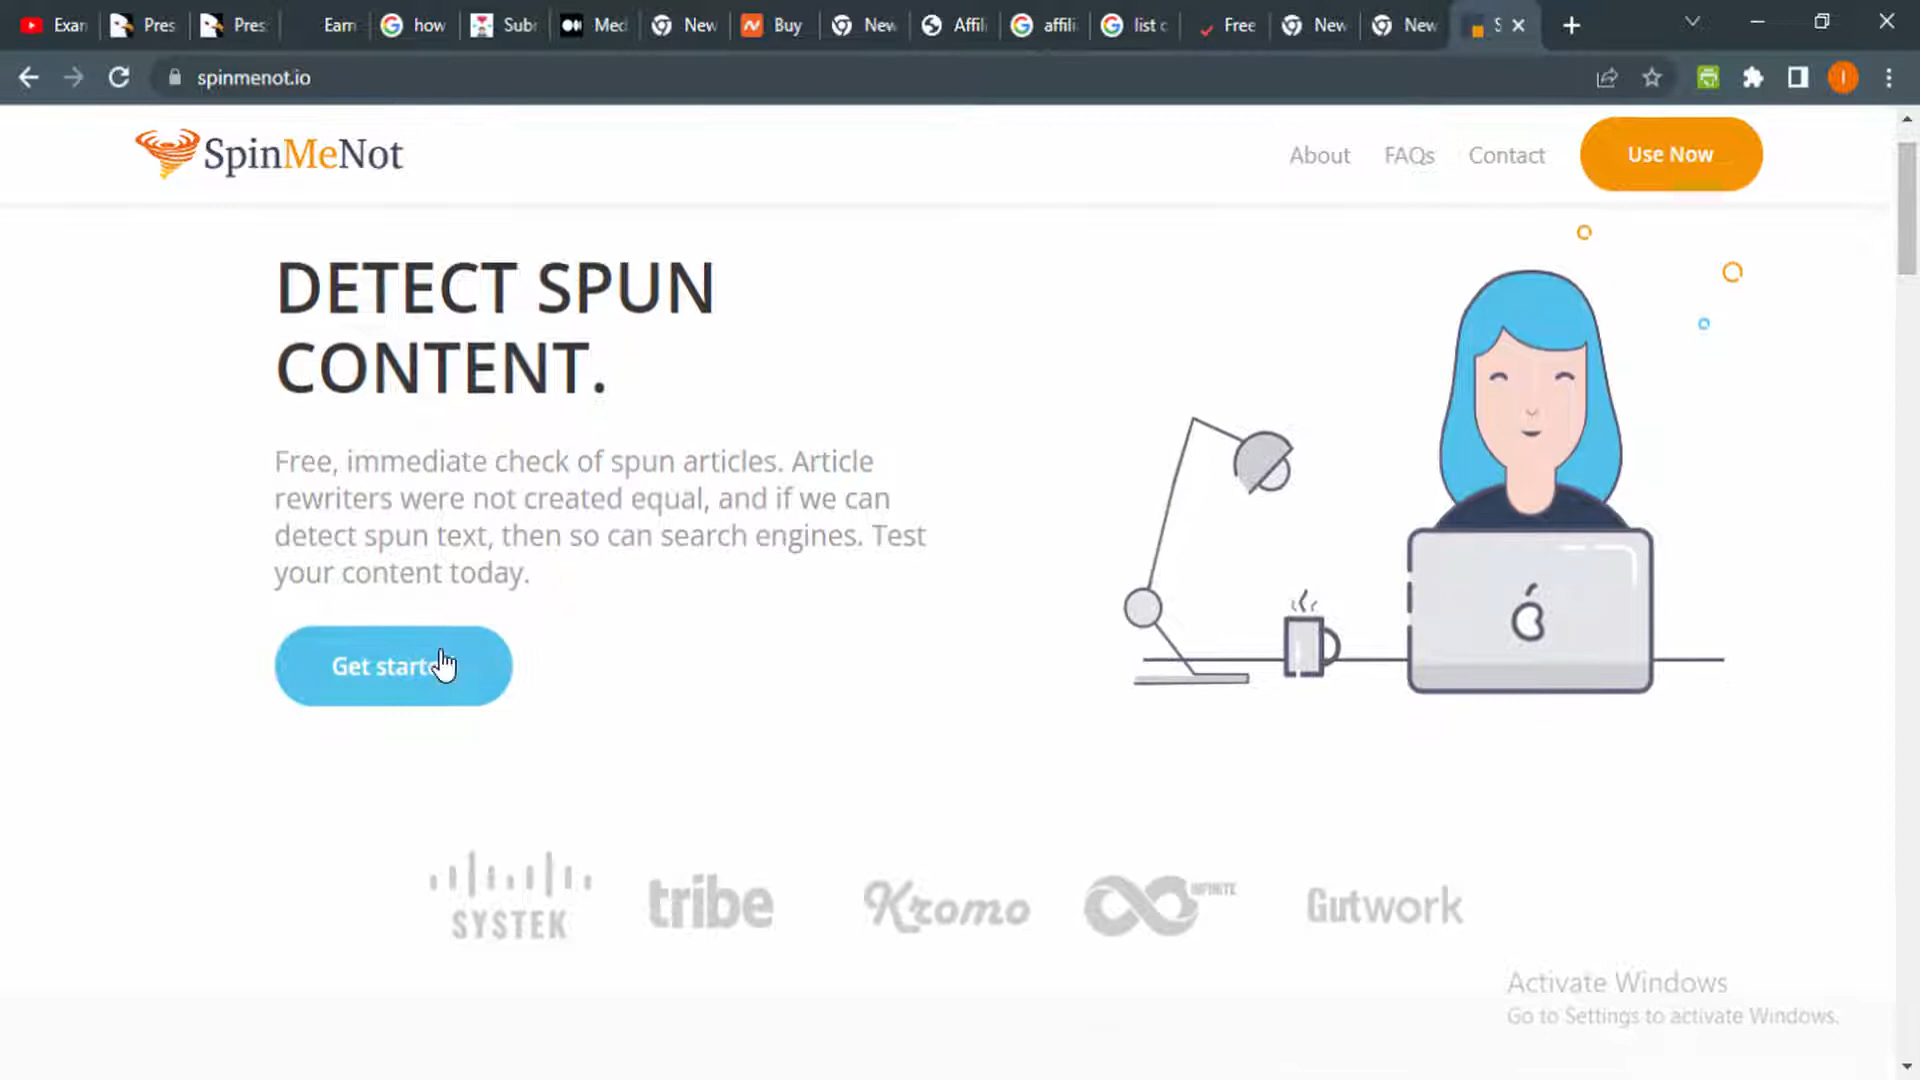 Exan
Pres
Pres
Earn
how
Subr
Med
New
Buy
New
Affili
affili
list c
Free
New
New
S
spinmenot.io
SpinMeNot
About
FAQs
Contact
Use Now
DETECT SPUN
CONTENT.
Free, immediate check of spun articles. Article
rewriters were not created equal, and if we can
detect spun text, then so can search engines. Test
your content today.
Get starte
SYSTEK
tribe
Kromo
INFINITE
Gutwork
Activate Windows
Go to Settings to activate Windows.